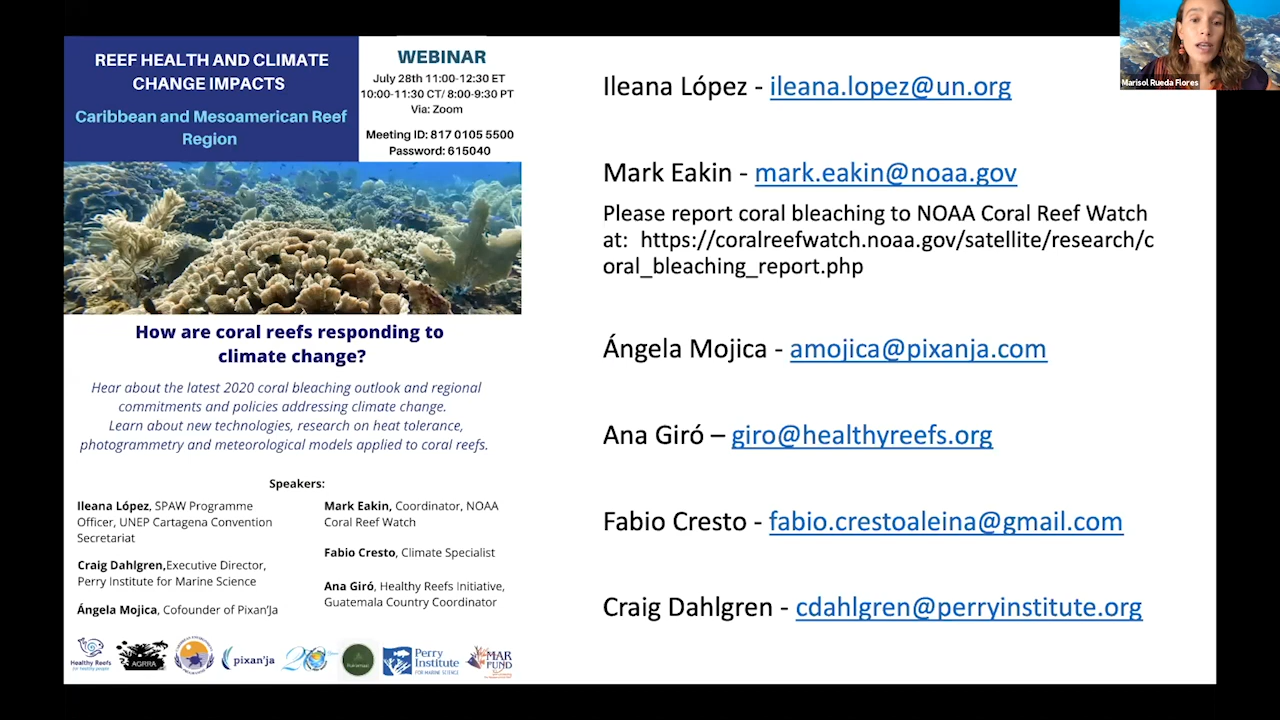 REEF HEALTH AND CLIMATE
CHANGE IMPACTS
Caribbean and Mesoamerican Reef
Region
WEBINAR
July 28th 11:00-12:30 ET
10:00-11:30 CT/ 8:00-9:30 PT
Via: Zoom
Meeting ID: 817 0105 5500
Password: 615040
How are coral reefs responding to
climate change?
Hear about the latest 2020 coral bleaching outlook and regional
commitments and policies addressing climate change.
Learn about new technologies, research on heat tolerance,
photogrammetry and meteorological models applied to coral reefs.
Speakers:
Ileana López, SPAW Programme
Officer, UNEP Cartagena Convention
Secretariat
Craig Dahlgren,Executive Director,
Perry Institute for Marine Science
Ángela Mojica, Cofounder of Pixan'Ja
Mark Eakin, Coordinator, NOAA
Coral Reef Watch
Fabio Cresto, Climate Specialist
Ana Giró, Healthy Reefs Initiative,
Guatemala Country Coordinator
Healthy Reefs
for healthy people
AGRRA
pixan'ja
20
Perry
Institute
FOR MARINE SCIENCE
MAR
FUND
Ileana López - ileana.lopez@un.org
Mark Eakin - mark.eakin@noaa.gov
Please report coral bleaching to NOAA Coral Reef Watch
at: https://coralreefwatch.noaa.gov/satellite/research/c
oral_bleaching_report.php
Ángela Mojica - amojica@pixanja.com
Ana Giró – giro@healthyreefs.org
Fabio Cresto - fabio.crestoaleina@gmail.com
Craig Dahlgren - cdahlgren@perryinstitute.org
Marisol Rueda Flores